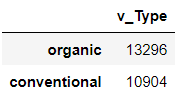 v_Type
organic 13296
conventional 10904